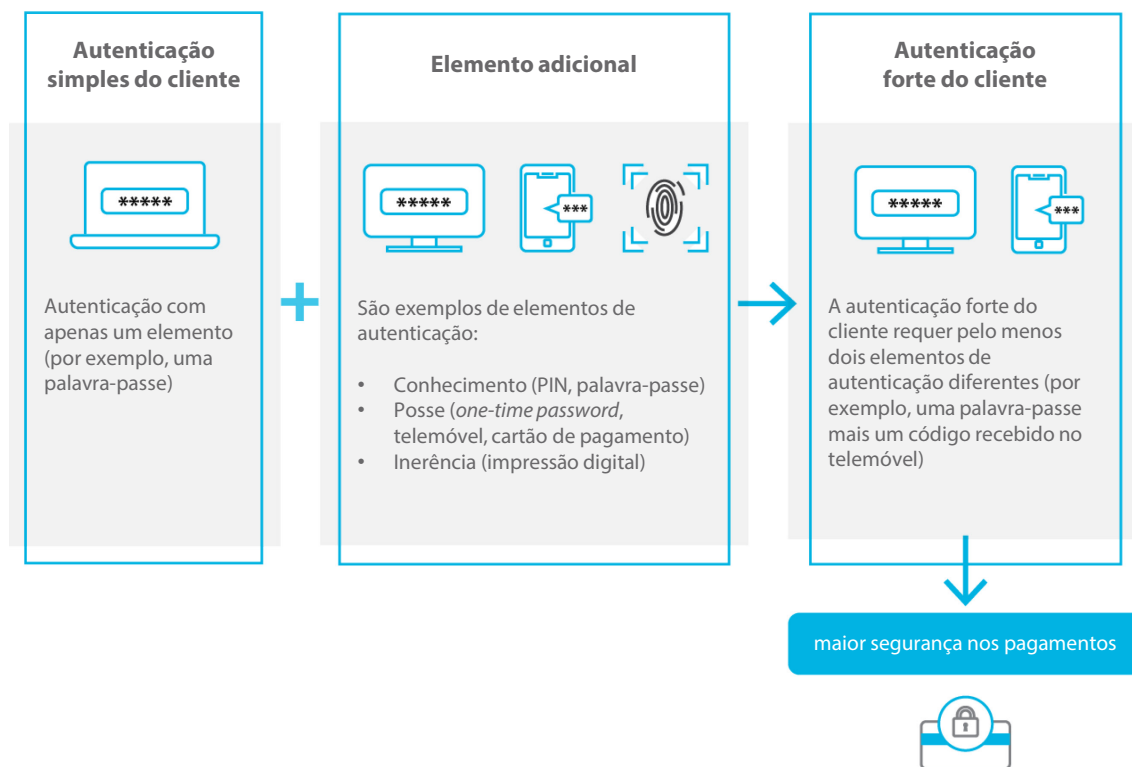 Autenticação
simples do cliente
*****
Autenticação com
apenas um elemento
(por exemplo, uma
palavra-passe)
Elemento adicional
*****
***
São exemplos de elementos de
autenticação:
• Conhecimento (PIN, palavra-passe)
• Posse (one-time password,
telemóvel, cartão de pagamento)
• Inerência (impressão digital)
Autenticação
forte do cliente
*****
***
A autenticação forte do
cliente requer pelo menos
dois elementos de
autenticação diferentes (por
exemplo, uma palavra-passe
mais um código recebido no
telemóvel)
maior segurança nos pagamentos